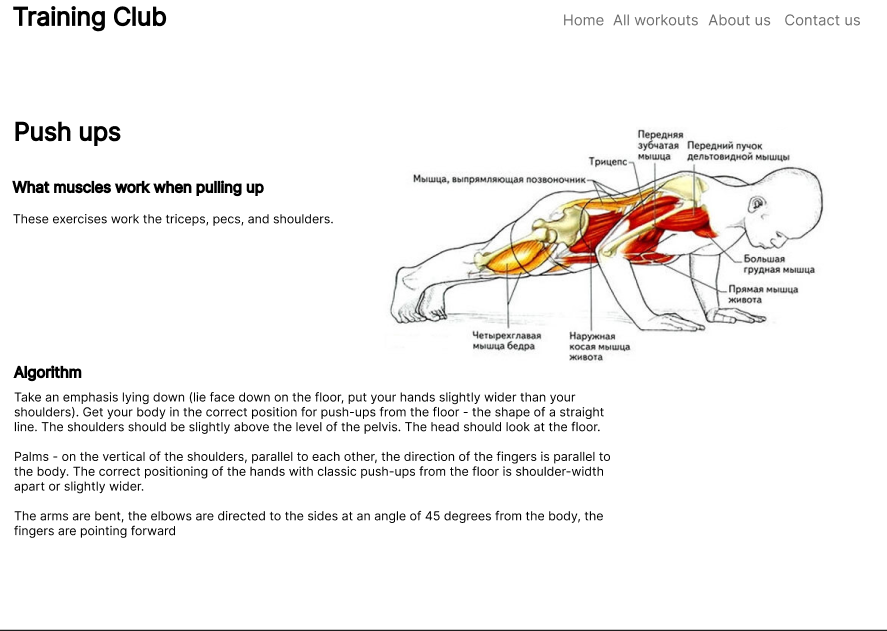 Training Club
Home All workouts About us Contact us
Push ups
What muscles work when pulling up
These exercises work the triceps, pecs, and shoulders.
Передняя
зубчатая
мышца
Передний пучок
дельтовидной мышцы
Трицепс
Мышца, выпрямляющая позвоночник
Большая
грудная мышца
Прямая мышца
живота
Четырехглавая
мышца бедра
Наружная
косая мышца
живота
Algorithm
Take an emphasis lying down (lie face down on the floor, put your hands slightly wider than your
shoulders). Get your body in the correct position for push-ups from the floor - the shape of a straight
line. The shoulders should be slightly above the level of the pelvis. The head should look at the floor.
Palms - on the vertical of the shoulders, parallel to each other, the direction of the fingers is parallel to
the body. The correct positioning of the hands with classic push-ups from the floor is shoulder-width
apart or slightly wider.
The arms are bent, the elbows are directed to the sides at an angle of 45 degrees from the body, the
fingers are pointing forward